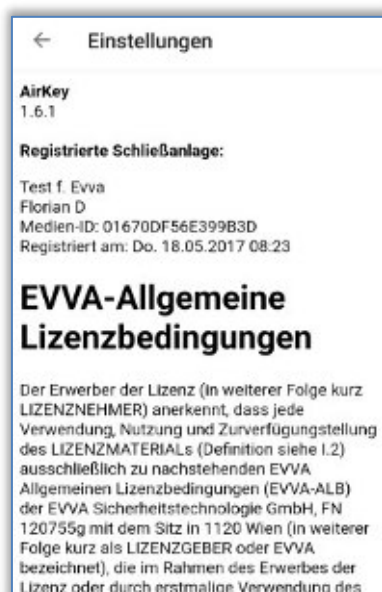 Einstellungen
AirKey
1.6.1
Registrierte Schließanlage:
Test f. Evva
Florian D
Medien-ID: 01670DF56E399B3D
Registriert am: Do. 18.05.2017 08:23
EVVA-Allgemeine
Lizenzbedingungen
Der Erwerber der Lizenz (in weiterer Folge kurz
LIZENZNEHMER) anerkennt, dass jede
Verwendung, Nutzung und Zurverfügungstellung
des LIZENZMATERIALs (Definition siehe I.2)
ausschließlich zu nachstehenden EVVA
Allgemeinen Lizenzbedingungen (EVVA-ALB)
der EVVA Sicherheitstechnologie GmbH, FN
120755g mit dem Sitz in 1120 Wien (in weiterer
Folge kurz als LIZENZGEBER oder EVVA
bezeichnet), die im Rahmen des Erwerbes der
Lizenz oder durch erstmalige Verwendung des